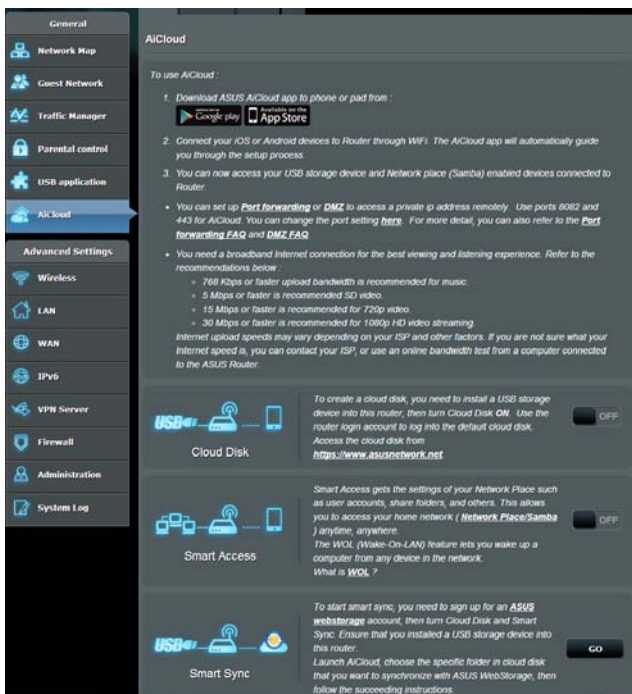 General
Network Map
Guest Network
Traffic Manager
Parental control
USB application
AiCloud
Advanced Settings
Wireless
LAN
WAN
IPv6
VPN Server
Firewall
Administration
System Log
AiCloud
To use AiCloud :
1. Download ASUS AiCloud app to phone or pad from :
Google play
Available on the
App Store
2. Connect your iOS or Android devices to Router through WiFi. The AiCloud app will automatically guide
you through the setup process.
3. You can now access your USB storage device and Network place (Samba) enabled devices connected to
Router.
• You can set up Port forwarding or DMZ to access a private ip address remotely. Use ports 8082 and
443 for AiCloud. You can change the port setting here. For more detail, you can also refer to the Port
forwarding FAQ and DMZ FAQ
• You need a broadband Internet connection for the best viewing and listening experience. Refer to the
recommendations below :
768 Kbps or faster upload bandwidth is recommended for music.
5 Mbps or faster is recommended SD video.
15 Mbps or faster is recommended for 720p video.
30 Mbps or faster is recommended for 1080p HD video streaming.
Internet upload speeds may vary depending on your ISP and other factors. If you are not sure what your
Internet speed is, you can contact your ISP, or use an online bandwidth test from a computer connected
to the ASUS Router.
USB
Cloud Disk
To create a cloud disk, you need to install a USB storage
device into this router, then turn Cloud Disk ON. Use the
router login account to log into the default cloud disk.
Access the cloud disk from
https://www.asusnetwork.net
OFF
Smart Access
Smart Access gets the settings of your Network Place such
as user accounts, share folders, and others. This allows
you to access your home network ( Network Place/Samba
) anytime, anywhere.
The WOL (Wake-On-LAN) feature lets you wake up a
computer from any device in the network.
What is WOL ?
OFF
USB
Smart Sync
To start smart sync, you need to sign up for an ASUS
webstorage account, then turn Cloud Disk and Smart
Sync. Ensure that you installed a USB storage device into
this router.
Launch AiCloud, choose the specific folder in cloud disk
that you want to synchronize with ASUS WebStorage, then
follow the succeeding instructions.
GO